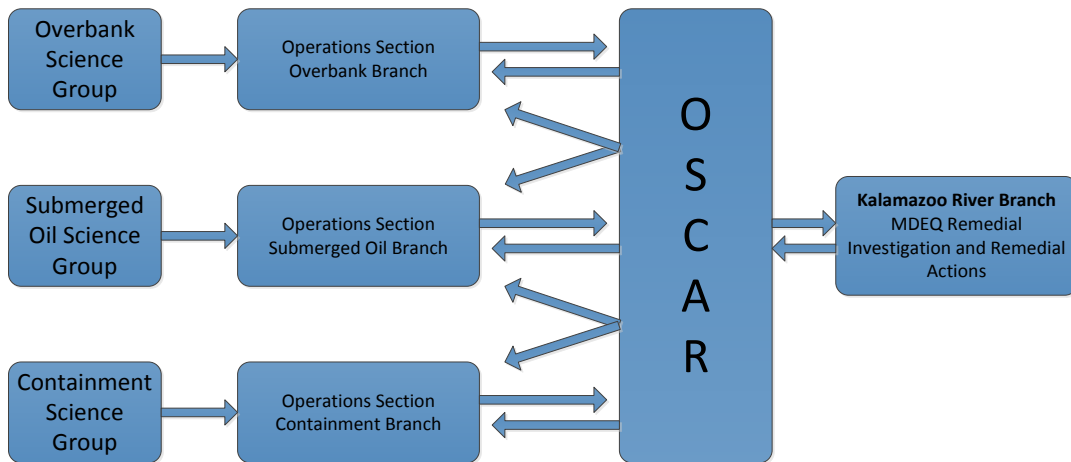 Overbank
Science
Group
Operations Section
Overbank Branch
Submerged
Oil Science
Group
Operations Section
Submerged Oil Branch
Containment
Science
Group
Operations Section
Containment Branch
O
S
C
A
R
Kalamazoo River Branch
MDEQ Remedial
Investigation and Remedial
Actions